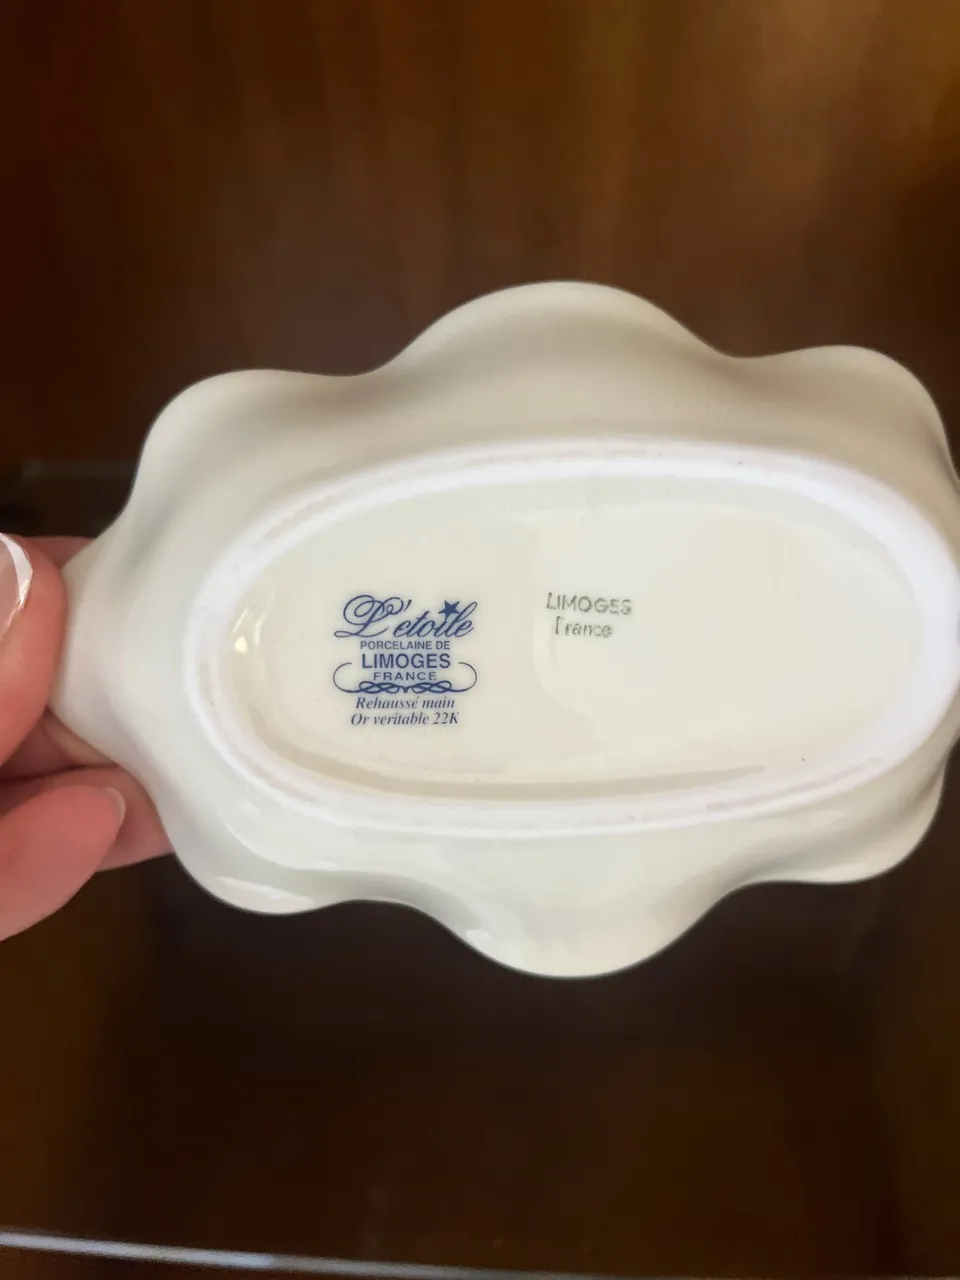 L'etoile
PORCELAINE DE
LIMOGES
FRANCE
Rehaussé main
Or veritable 22K
LIMOGES
France